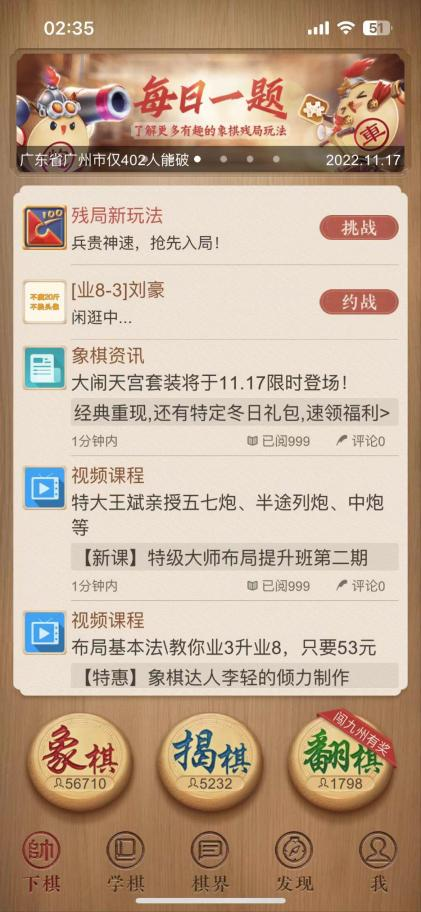 02:35
51
每日一题
了解更多有趣的象棋残局玩法
車
广东省广州市仅402人能破
2022.11.17
100
残局新玩法
兵贵神速，抢先入局！
挑战
不瘦20斤
不换头像
[业8-3]刘豪
闲逛中...
约战
象棋资讯
大闹天宫套装将于11.17限时登场！
经典重现,还有特定冬日礼包,速领福利>
1分钟内
已阅999
评论0
视频课程
特大王斌亲授五七炮、半途列炮、中炮
等
【新课】特级大师布局提升班第二期
1分钟内
已阅999
评论0
视频课程
布局基本法\教你业3升业8，只要53元
【特惠】象棋达人李轻的倾力制作
象棋
56710
揭棋
5232
闯九州有奖
翻棋
1798
帥
下棋
学棋
棋界
发现
我